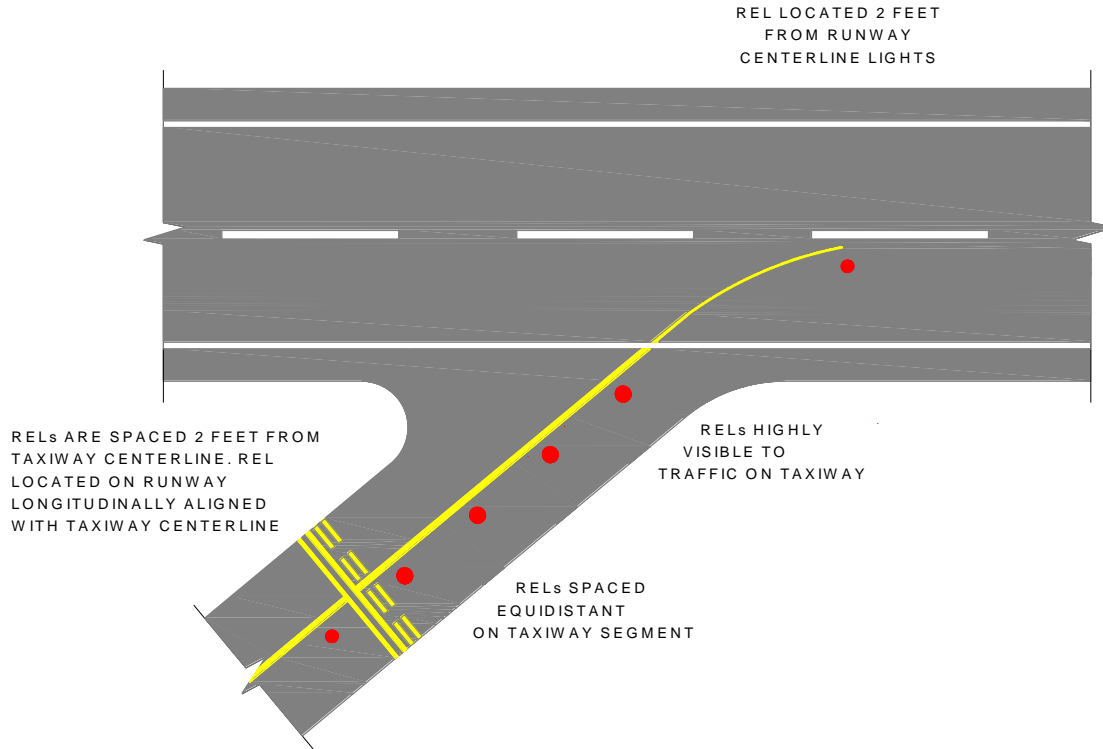 REL LOCATED 2 FEET
FROM RUNWAY
CENTERLINE LIGHTS
RELs ARE SPACED 2 FEET FROM
TAXIWAY CENTERLINE. REL
LOCATED ON RUNWAY
LONGITUDINALLY ALIGNED
WITH TAXIWAY CENTERLINE
RELs HIGHLY
VISIBLE TO
TRAFFIC ON TAXIWAY
RELs SPACED
EQUIDISTANT
ON TAXIWAY SEGMENT